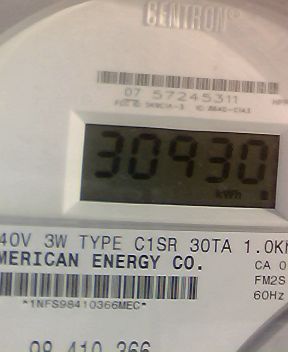 CENTRON®
07 57245311
30930
kWh
40V 3W TYPE C1SR 30TA 1.0K
MERICAN ENERGY CO.
CA 0
FM2S
60Hz
*1NFS98410366MEC*
98 410 366